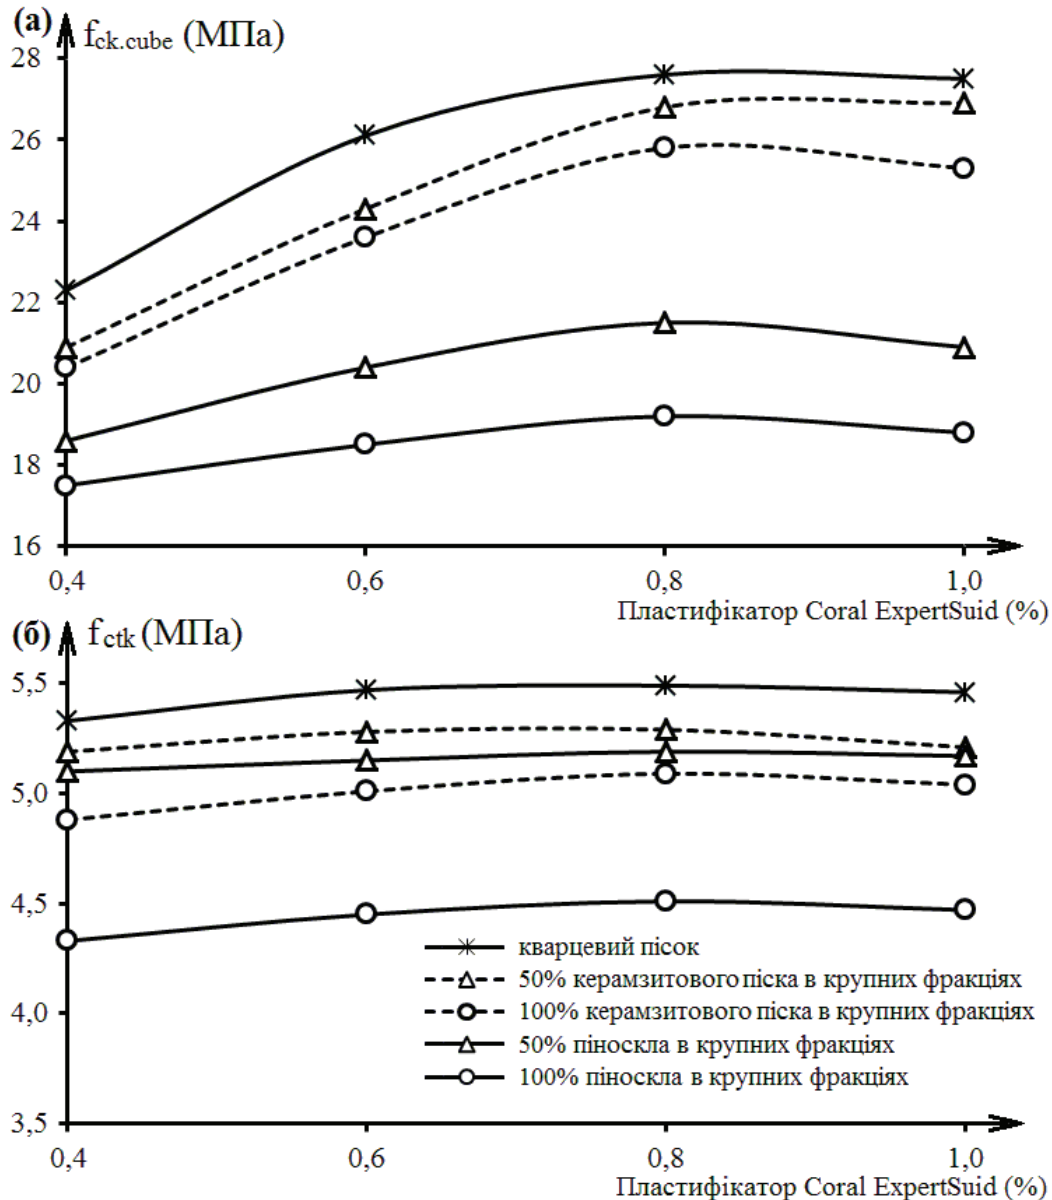 (а) fck.cube (МПа)
28
26
24
22
20
18
16
0,4 0,6 0,8 1,0
Пластифікатор Coral ExpertSuid (%)
(б) fctk (МПа)
5,5
5,0
4,5
кварцевий пісок
50% керамзитового піска в крупних фракціях
4,0
100% керамзитового піска в крупних фракціях
50% піноскла в крупних фракціях
100% піноскла в крупних фракціях
3,5
0,4 0,6 0,8 1,0
Пластифікатор Coral ExpertSuid (%)